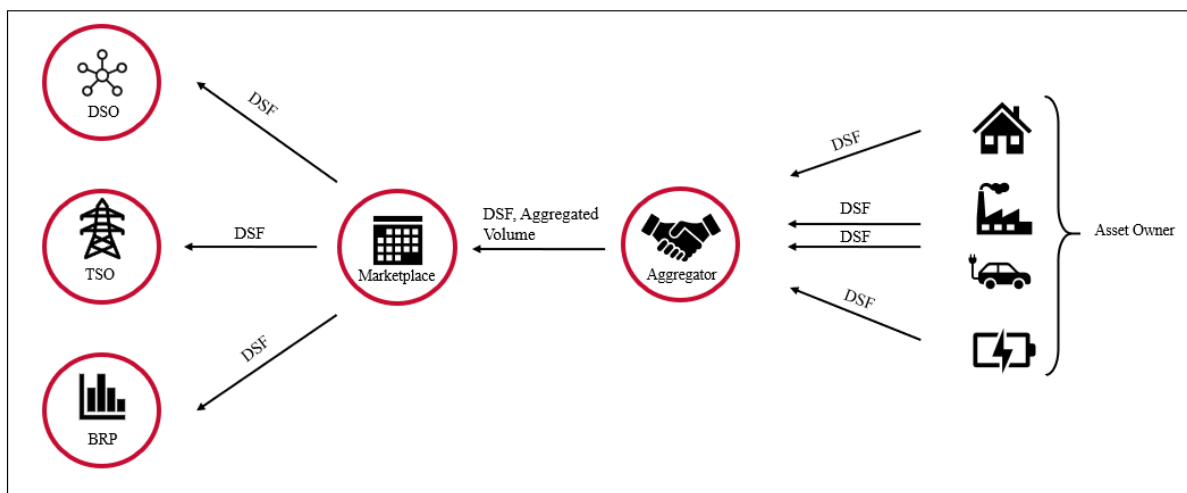 DSO
DSF
TSO
DSF
BRP
DSF
Marketplace
DSF, Aggregated
Volume
Aggregator
DSF
DSF
DSF
DSF
Asset Owner